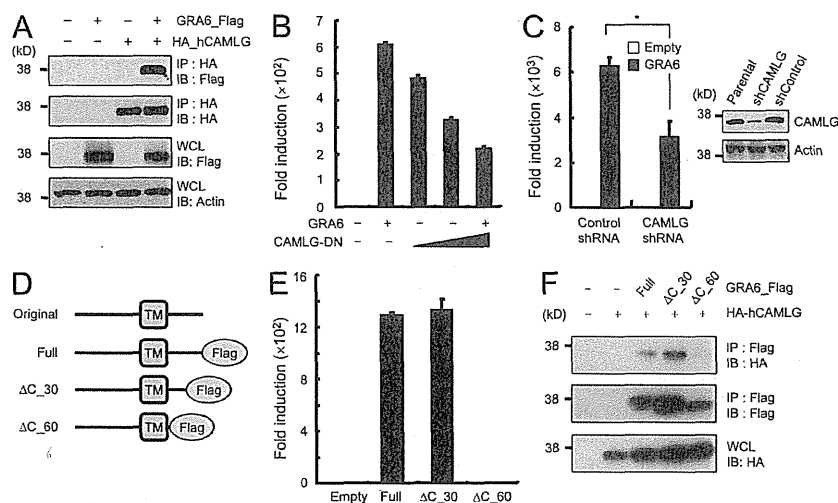 A
− + − + GRA6_Flag
− − + + HA_hCAMLG
(kD)
38
IP : HA
IB : Flag
38
IP : HA
IB : HA
38
WCL
IB : Flag
38
WCL
IB: Actin
B
Fold induction (×10²)
7
6
5
4
3
2
1
0
GRA6 − + +
CAMLG-DN − −
C
Fold induction (×10³)
8
6
4
2
0
*
Empty
GRA6
Control
shRNA
CAMLG
shRNA
Parental
shCAMLG
shControl
(kD)
38
CAMLG
38
Actin
D
Original TM
Full TM Flag
ΔC_30 TM Flag
ΔC_60 TM Flag
E
Fold induction (×10²)
16
12
8
4
0
Empty Full ΔC_30 ΔC_60
F
− − Full ΔC_30 ΔC_60 GRA6_Flag
− + + + + HA-hCAMLG
(kD)
38
IP : Flag
IB : HA
38
IP : Flag
IB : Flag
38
WCL
IB: HA